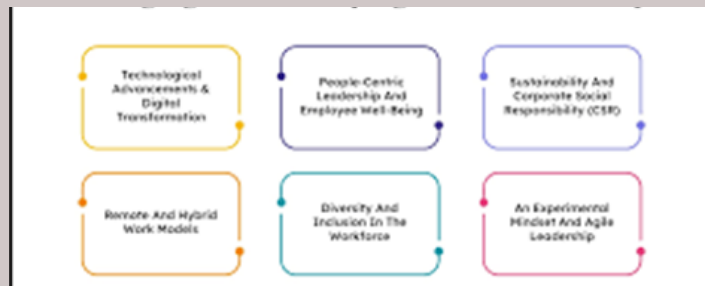 Technological
Advancements &
Digital
Transformation
People-Centric
Leadership And
Employee Well-Being
Sustainability And
Corporate Social
Responsibility (CSR)
Remote And Hybrid
Work Models
Diversity And
Inclusion In The
Workforce
An Experimental
Mindset And Agile
Leadership